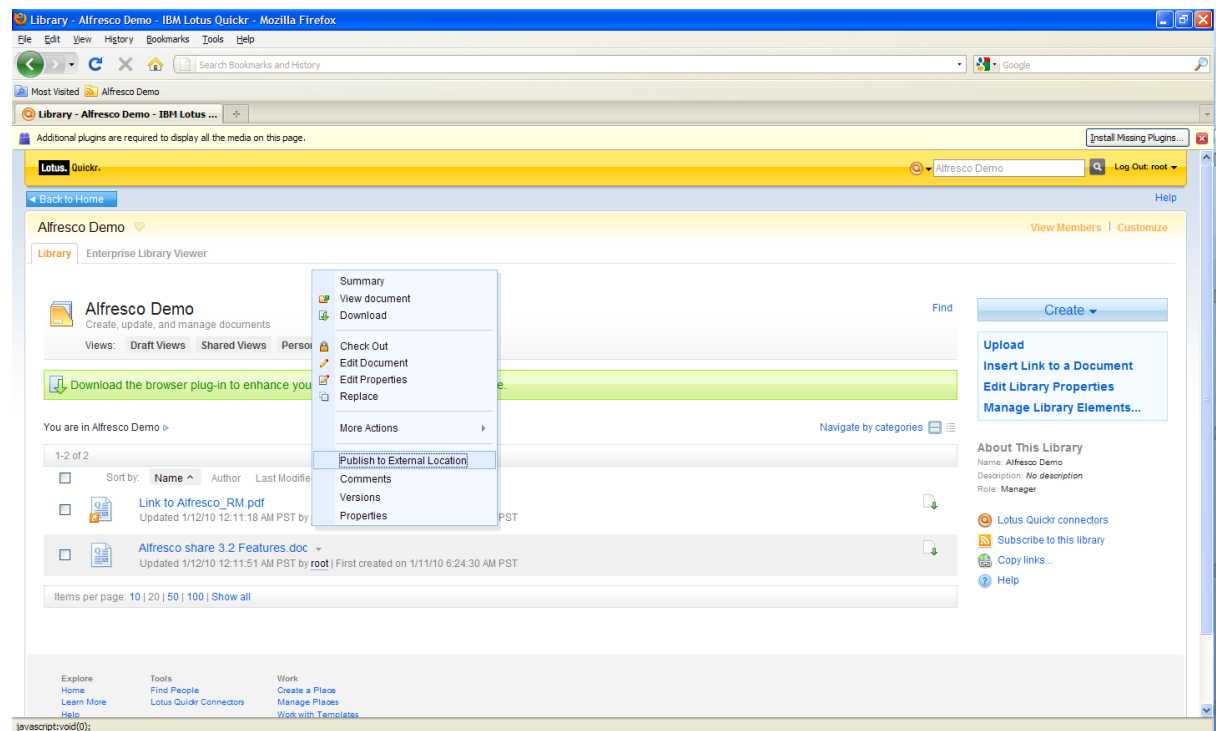 Library - Alfresco Demo - IBM Lotus Quickr - Mozilla Firefox
File Edit View History Bookmarks Tools Help
Search Bookmarks and History
Google
Most Visited Alfresco Demo
Library - Alfresco Demo - IBM Lotus ...
Additional plugins are required to display all the media on this page.
Install Missing Plugins...
Lotus. Quickr.
Alfresco Demo
Log Out: root
Back to Home
Help
Alfresco Demo
View Members | Customize
Library Enterprise Library Viewer
Summary
View document
Download
Check Out
Edit Document
Edit Properties
Replace
More Actions
Publish to External Location
Comments
Versions
Properties
Alfresco Demo
Create, update, and manage documents
Find
Views: Draft Views Shared Views
Download the browser plug-in to enhance
You are in Alfresco Demo
Navigate by categories
1-2 of 2
Sort by: Name Author Last
Link to Alfresco_RM.pdf
Updated 1/12/10 12:11:18 AM PST by
PST
Alfresco share 3.2 Features.doc
Updated 1/12/10 12:11:51 AM PST by root | First created on 1/11/10 6:24:30 AM PST
Items per page: 10 | 20 | 50 | 100 | Show all
Create
Upload
Insert Link to a Document
Edit Library Properties
Manage Library Elements...
About This Library
Name: Alfresco Demo
Description: No description
Role: Manager
Lotus Quickr connectors
Subscribe to this library
Copy links...
Help
Explore
Home
Learn More
Help
Tools
Find People
Lotus Quickr Connectors
Work
Create a Place
Manage Places
Work with Templates
javascript:void(0);